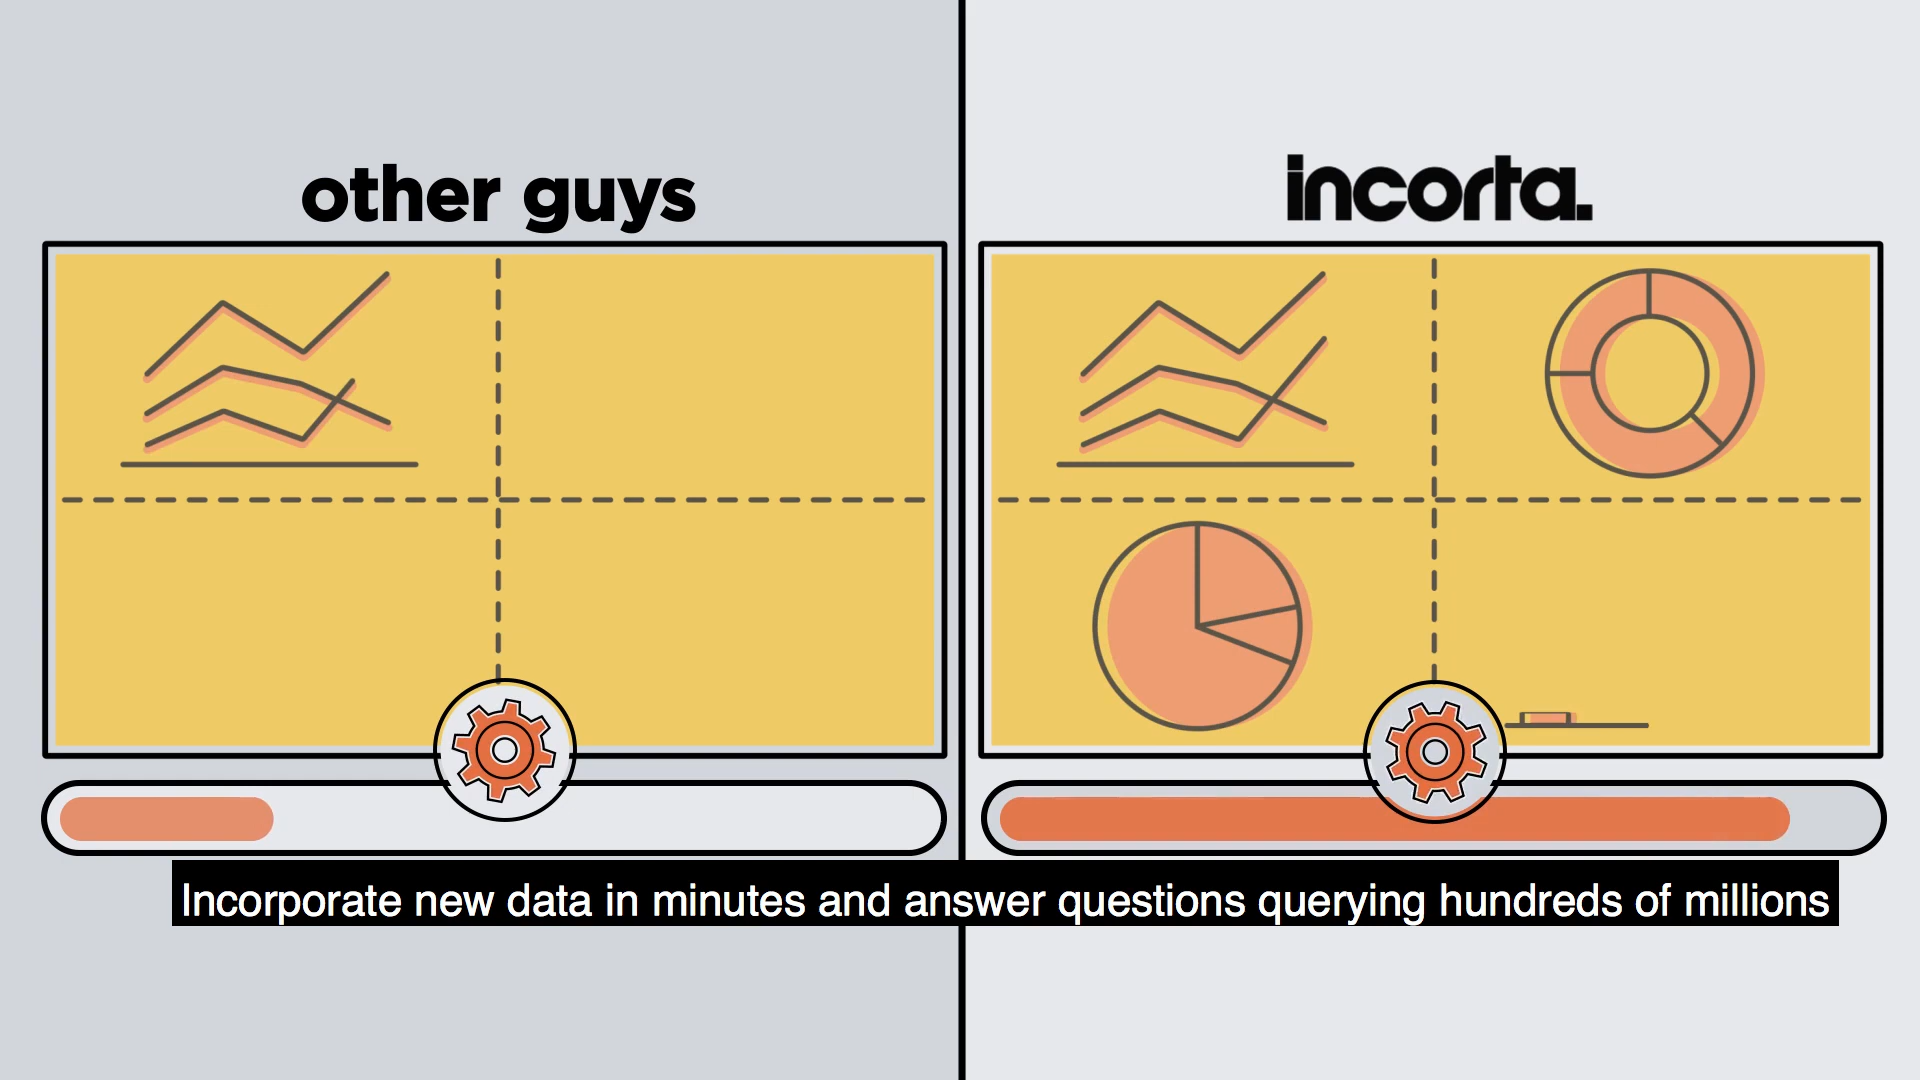 other guys
incorta.
Incorporate new data in minutes and answer questions querying hundreds of millions